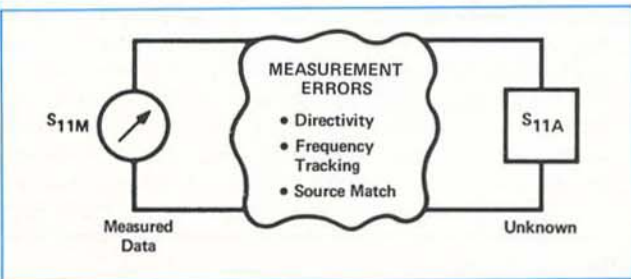 MEASUREMENT
ERRORS
• Directivity
• Frequency
Tracking
• Source Match
S11M
S11A
Measured
Data
Unknown